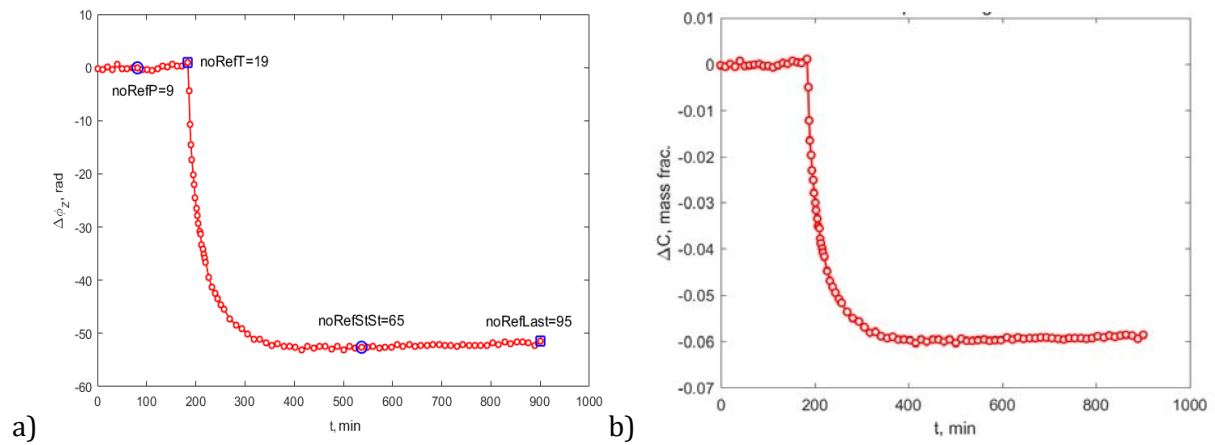 10
0
-10
-20
-30
-40
-50
-60
0 100 200 300 400 500 600 700 800 900 1000
Δϕ_Z, rad
t, min
noRefT=19
noRefP=9
noRefStSt=65
noRefLast=95
a)
0.01
0
-0.01
-0.02
-0.03
-0.04
-0.05
-0.06
-0.07
0 200 400 600 800 1000
ΔC, mass frac.
t, min
b)